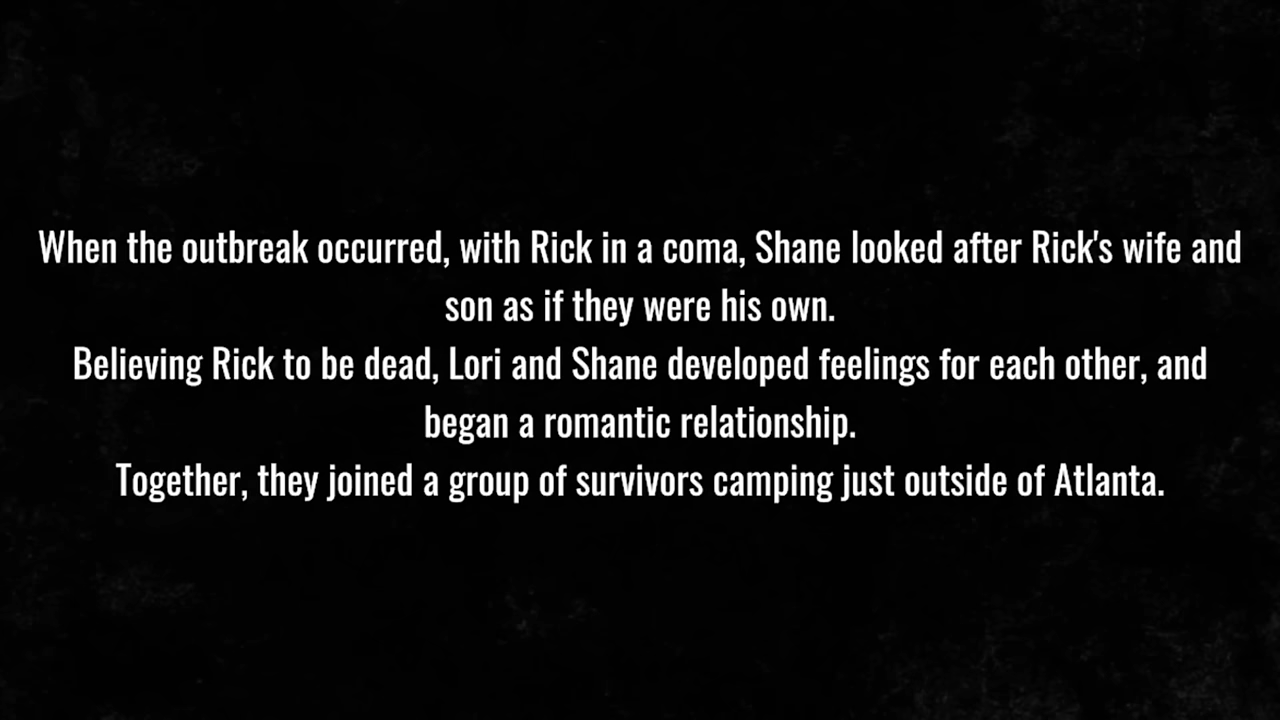 When the outbreak occurred, with Rick in a coma, Shane looked after Rick's wife and
son as if they were his own.
Believing Rick to be dead, Lori and Shane developed feelings for each other, and
began a romantic relationship.
Together, they joined a group of survivors camping just outside of Atlanta.